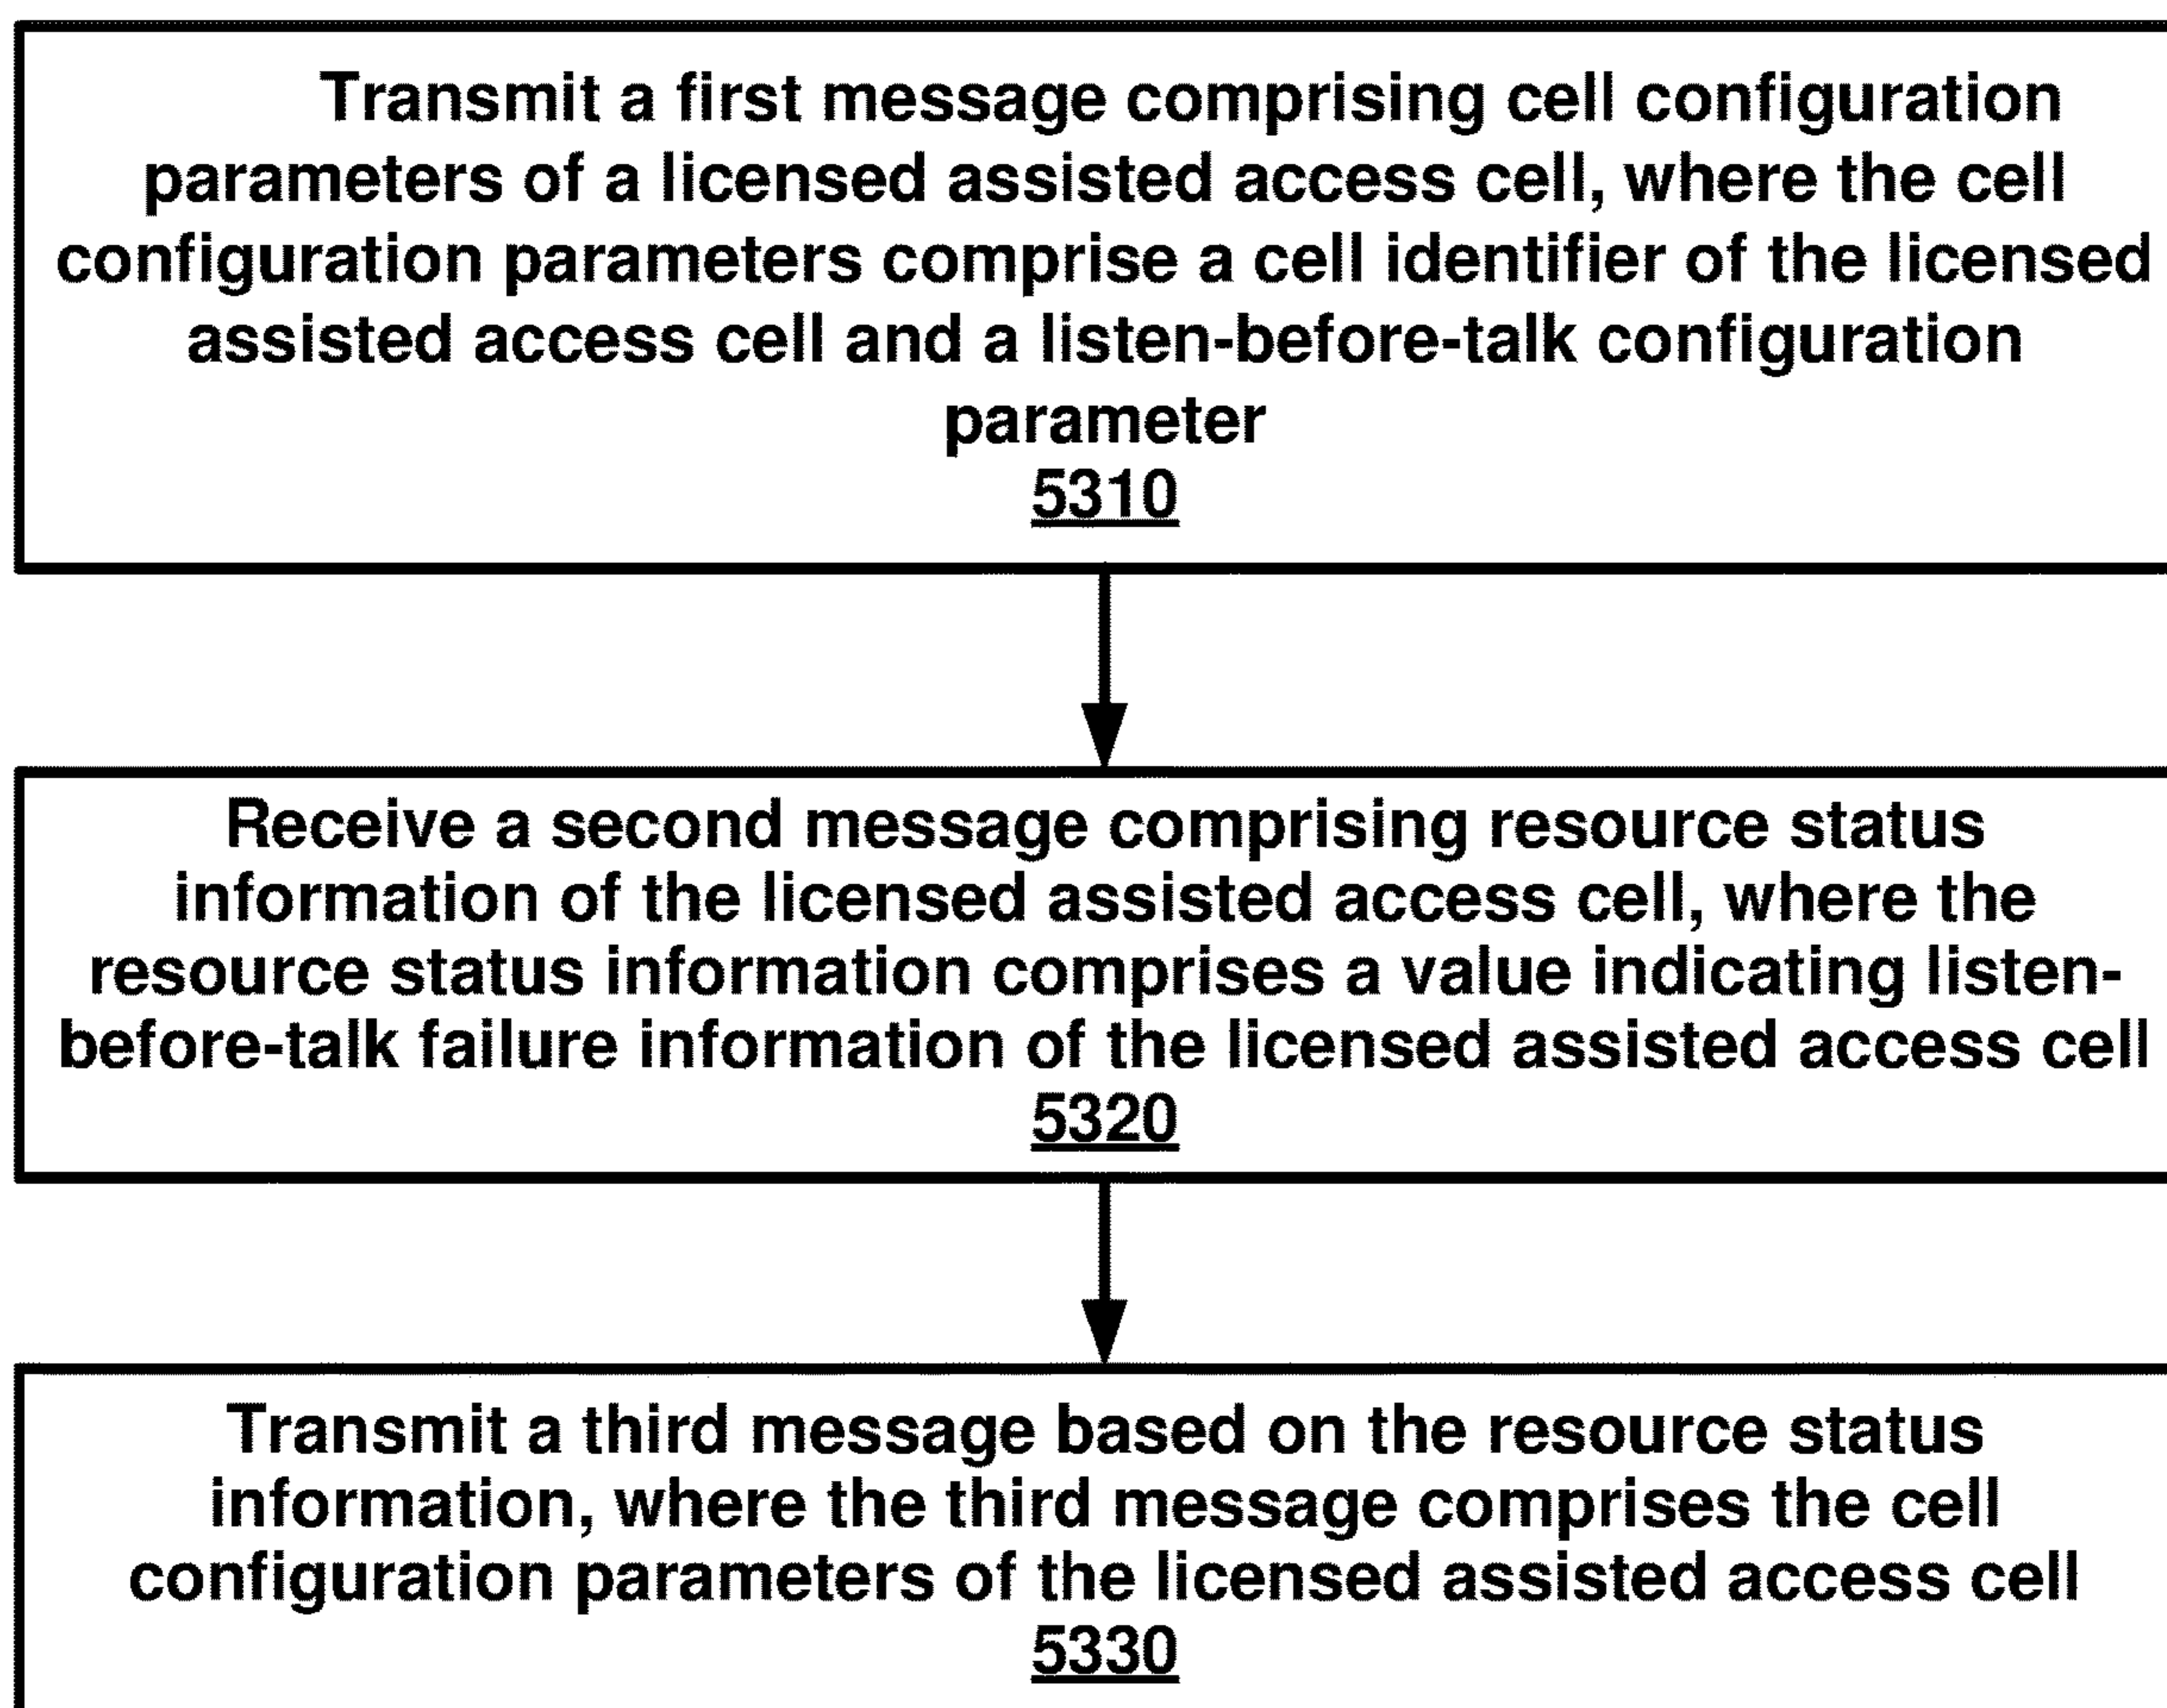 Transmit a first message comprising cell configuration
parameters of a licensed assisted access cell, where the cell
configuration parameters comprise a cell identifier of the licensed
assisted access cell and a listen-before-talk configuration
parameter
5310
Receive a second message comprising resource status
information of the licensed assisted access cell, where the
resource status information comprises a value indicating listen-
before-talk failure information of the licensed assisted access cell
5320
Transmit a third message based on the resource status
information, where the third message comprises the cell
configuration parameters of the licensed assisted access cell
5330